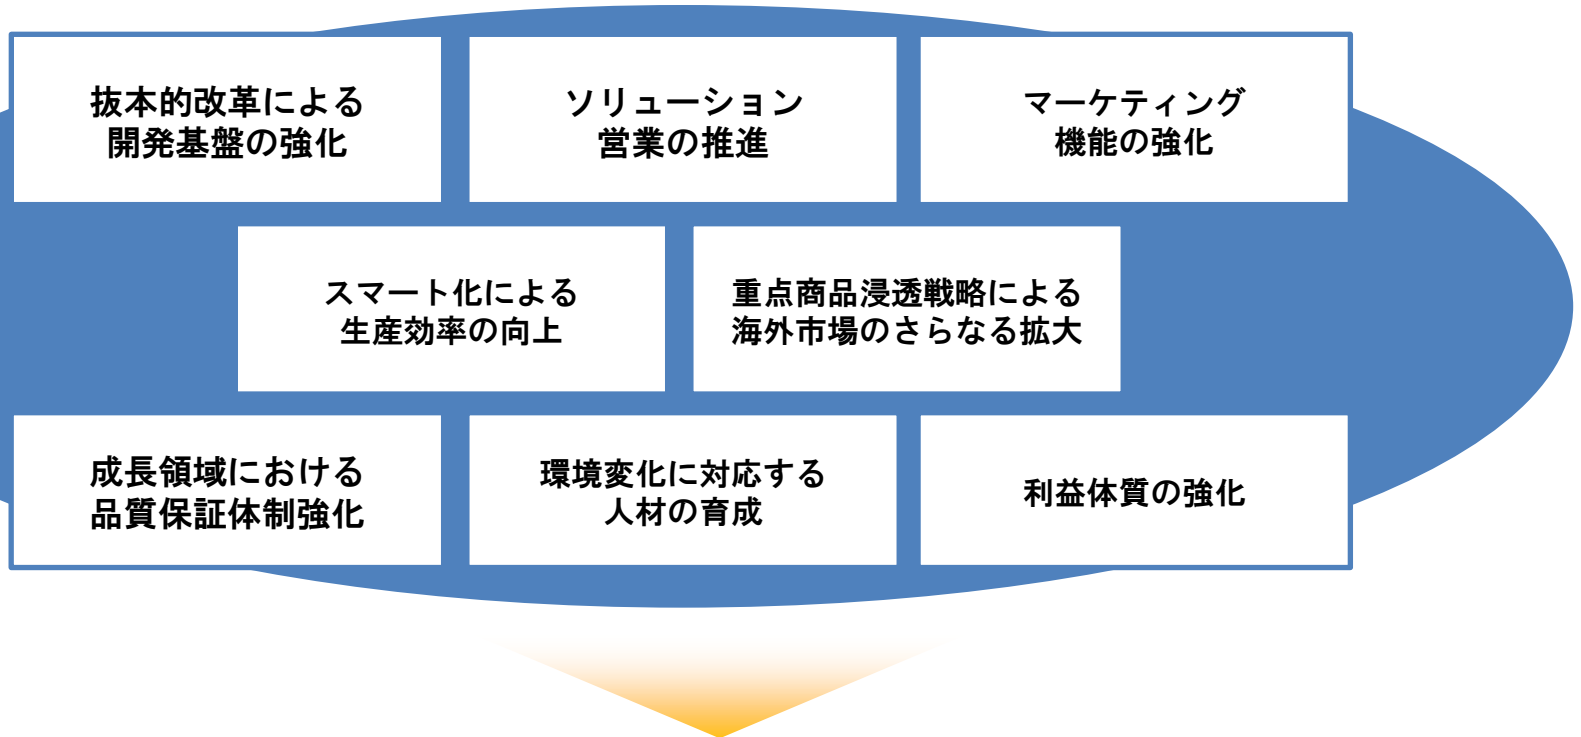 抜本的改革による
開発基盤の強化
ソリューション
営業の推進
マーケティング
機能の強化
スマート化による
生産効率の向上
重点商品浸透戦略による
海外市場のさらなる拡大
成長領域における
品質保証体制強化
環境変化に対応する
人材の育成
利益体質の強化